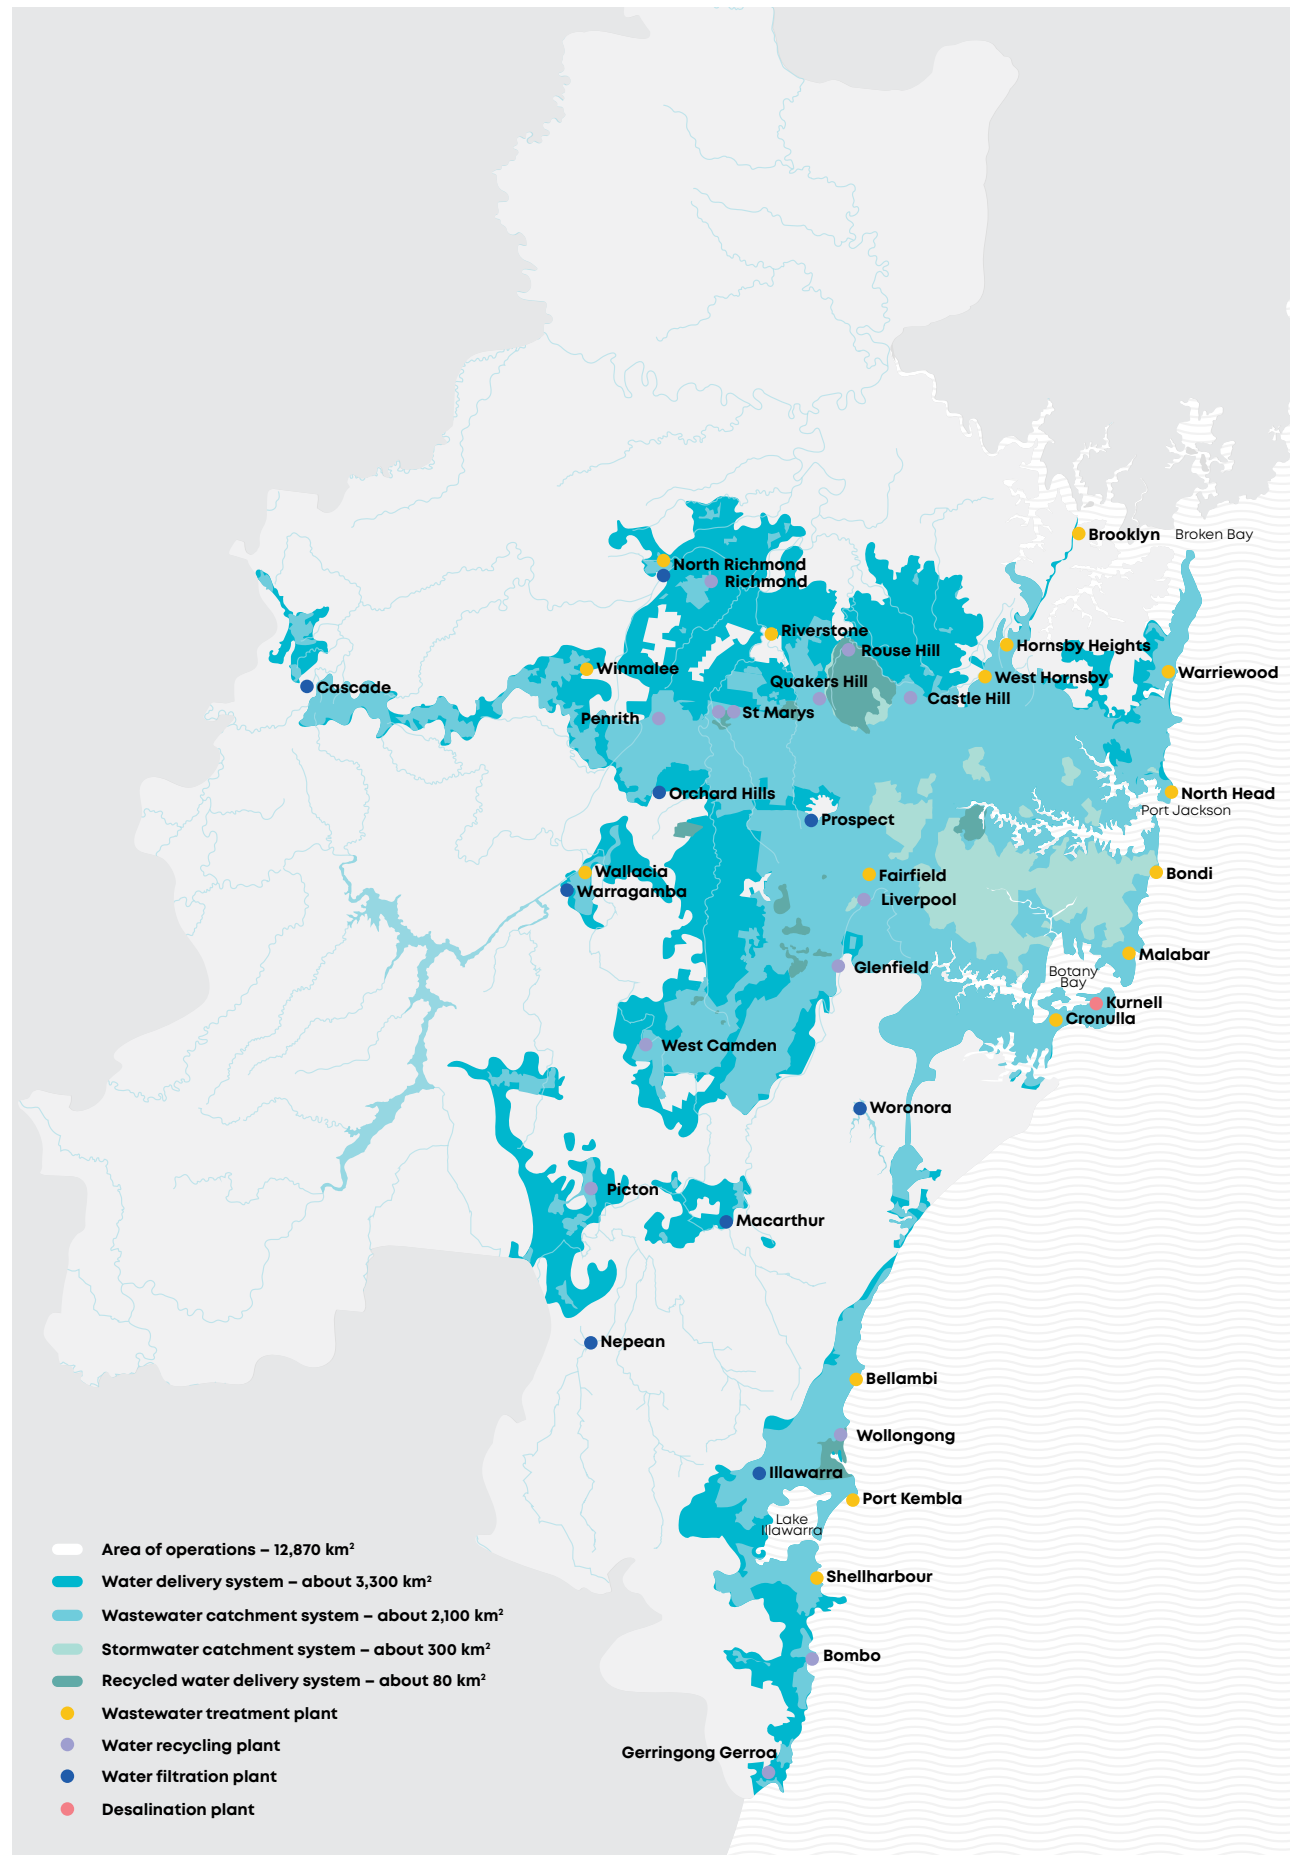 Brooklyn
Broken Bay
North Richmond
Richmond
Riverstone
Rouse Hill
Hornsby Heights
Winmalee
Warriewood
West Hornsby
Quakers Hill
Cascade
Castle Hill
St Marys
Penrith
Orchard Hills
North Head
Port Jackson
Prospect
Wallacia
Fairfield
Bondi
Warragamba
Liverpool
Malabar
Glenfield
Botany
Bay
Kurnell
Cronulla
West Camden
Woronora
Picton
Macarthur
Nepean
Bellambi
Wollongong
Illawarra
Port Kembla
Lake
Illawarra
Shellharbour
Bombo
Gerringong Gerroa
Area of operations – 12,870 km²
Water delivery system – about 3,300 km²
Wastewater catchment system – about 2,100 km²
Stormwater catchment system – about 300 km²
Recycled water delivery system – about 80 km²
Wastewater treatment plant
Water recycling plant
Water filtration plant
Desalination plant